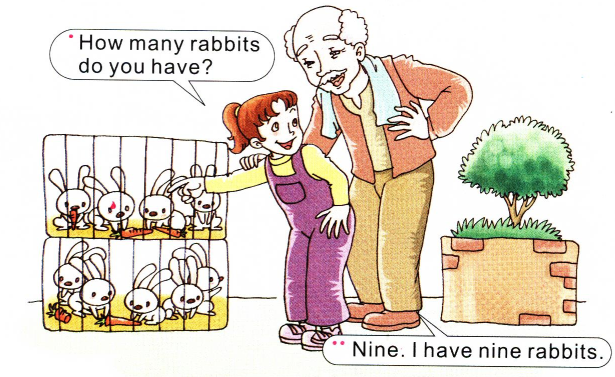 How many rabbits
do you have?
Nine. I have nine rabbits.